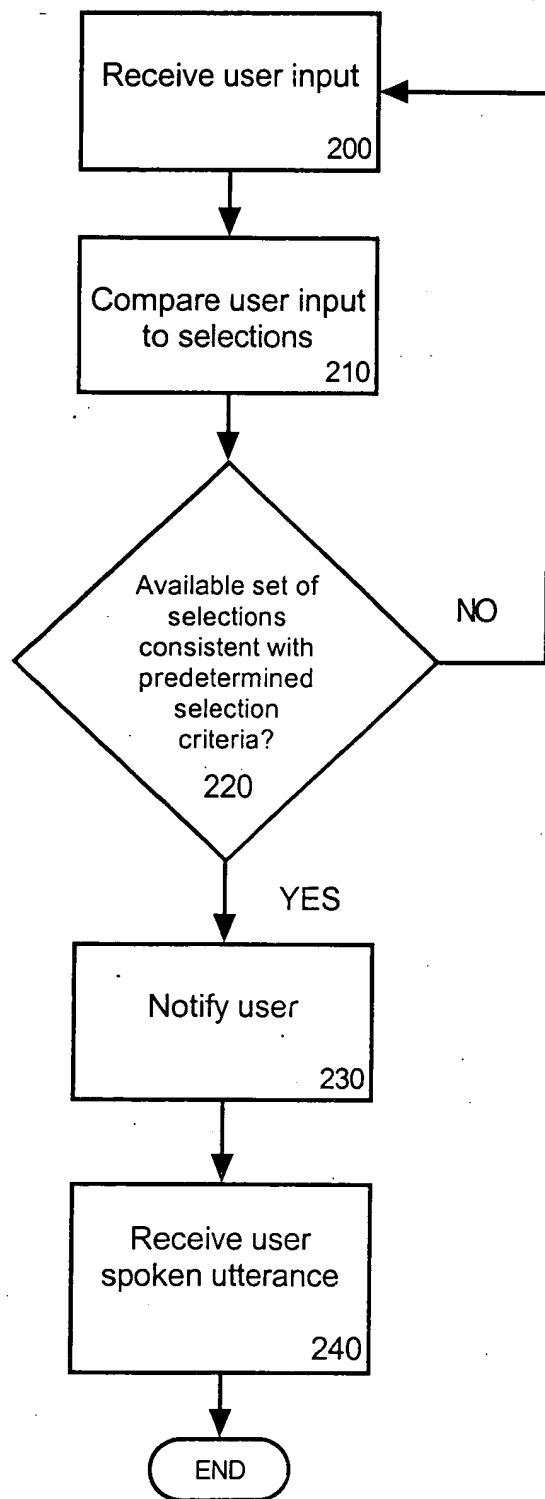 Receive user input
200
Compare user input
to selections
210
Available set of
selections
consistent with
predetermined
selection
criteria?
220
NO
YES
Notify user
230
Receive user
spoken utterance
240
END